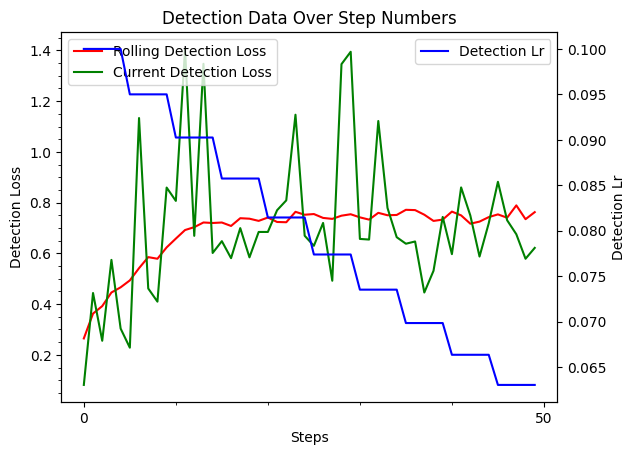 Detection Data Over Step Numbers
Rolling Detection Loss
Current Detection Loss
Detection Lr
1.4
1.2
1.0
0.8
0.6
0.4
0.2
Detection Loss
0.100
0.095
0.090
0.085
0.080
0.075
0.070
0.065
Detection Lr
0
50
Steps